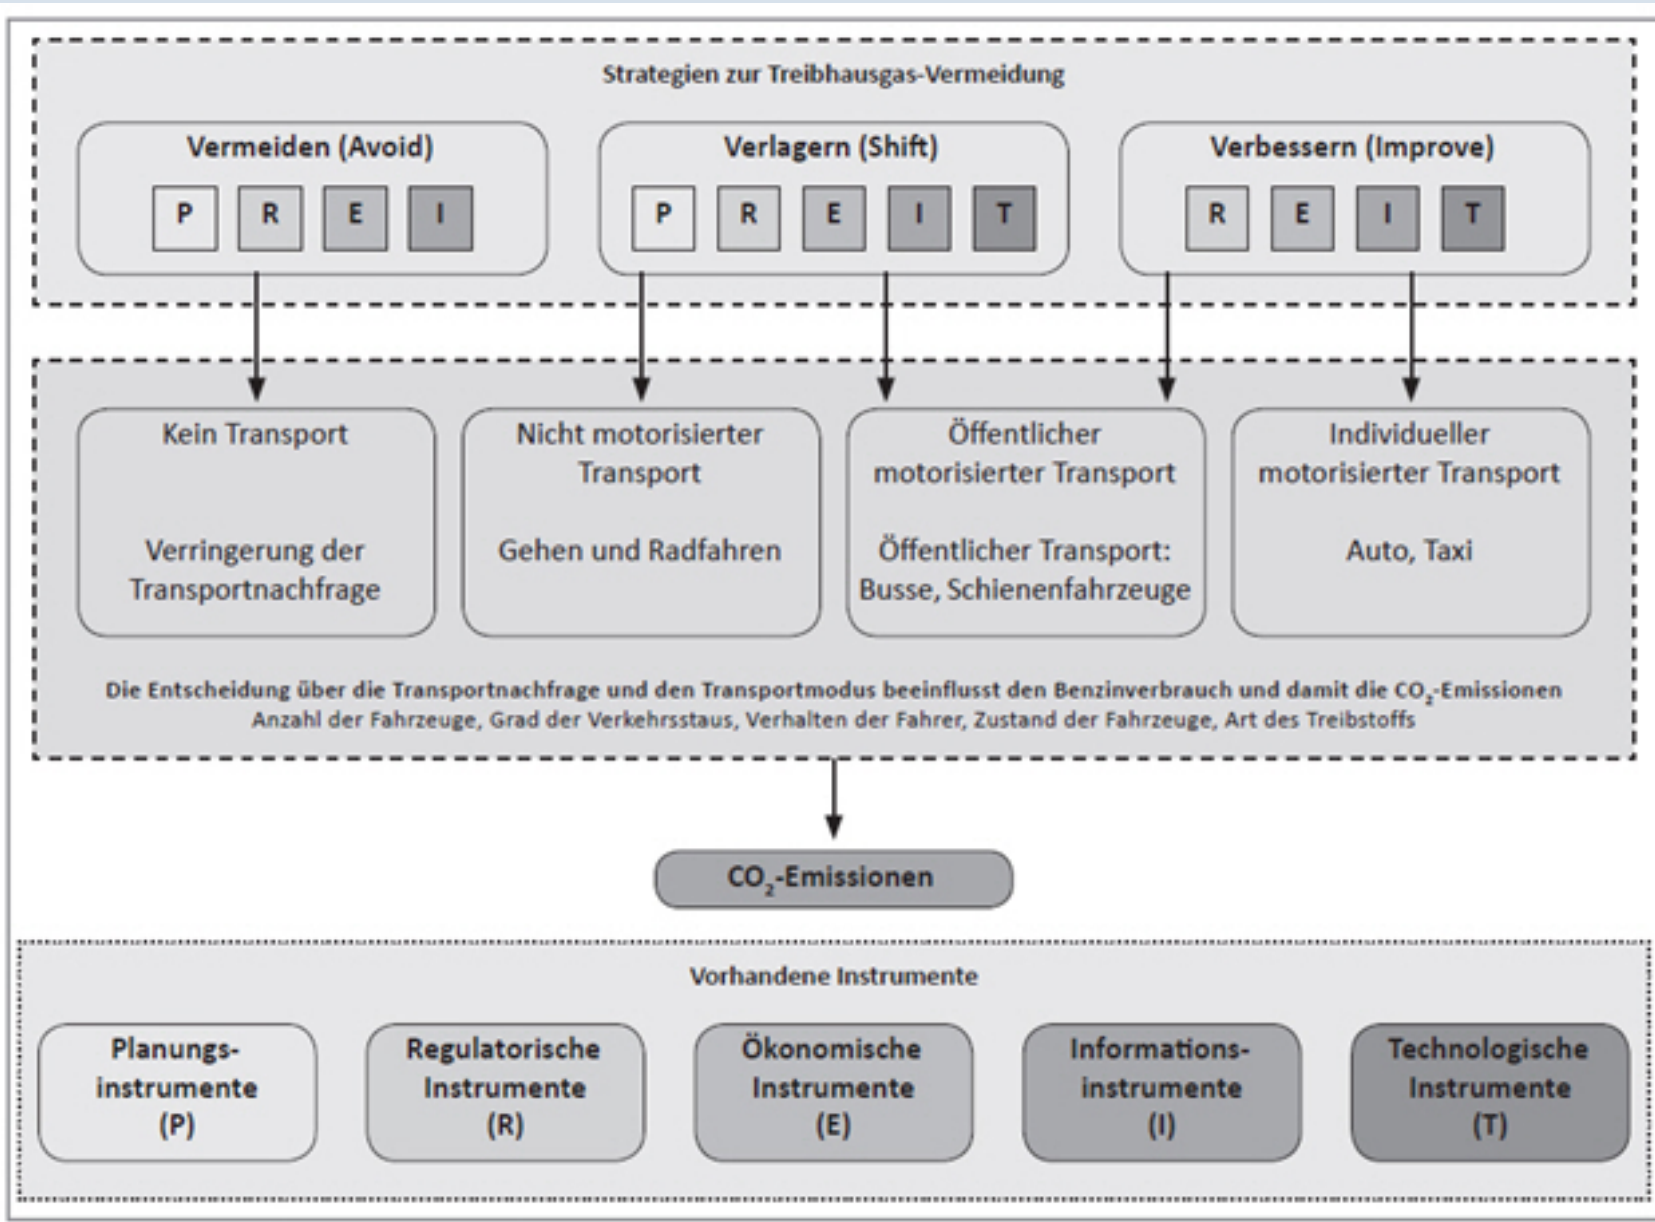 Strategien zur Treibhausgas-Vermeidung
Vermeiden (Avoid)
P R E I
Verlagern (Shift)
P R E I T
Verbessern (Improve)
R E I T
Kein Transport
Verringerung der
Transportnachfrage
Nicht motorisierter
Transport
Gehen und Radfahren
Öffentlicher
motorisierter Transport
Öffentlicher Transport:
Busse, Schienenfahrzeuge
Individueller
motorisierter Transport
Auto, Taxi
Die Entscheidung über die Transportnachfrage und den Transportmodus beeinflusst den Benzinverbrauch und damit die CO₂-Emissionen
Anzahl der Fahrzeuge, Grad der Verkehrsstaus, Verhalten der Fahrer, Zustand der Fahrzeuge, Art des Treibstoffs
CO₂-Emissionen
Vorhandene Instrumente
Planungs-
instrumente
(P)
Regulatorische
Instrumente
(R)
Ökonomische
Instrumente
(E)
Informations-
instrumente
(I)
Technologische
Instrumente
(T)